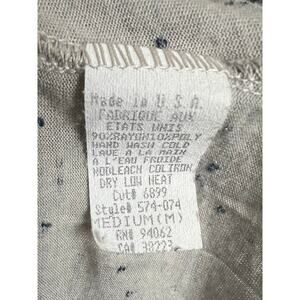 Made in U.S.A.
FABRIQUE AUX
ETATS UNIS
90%RAYON10%POLY
HAND WASH COLD
LAVE A LA MAIN
A L'EAU FROIDE
NOBLEACH COLIRON
DRY LOW HEAT
Cut# 6899
Style# 574-074
MEDIUM(M)
RN# 94062
CA# 38223